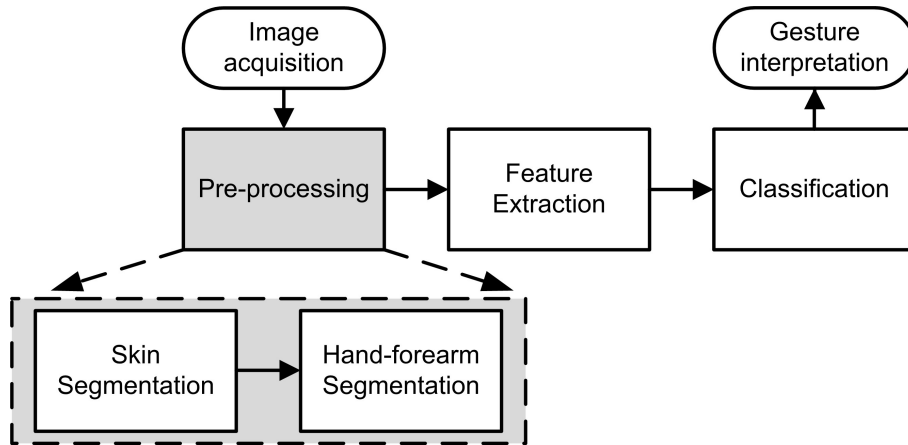 Image
acquisition
Gesture
interpretation
Pre-processing
Feature
Extraction
Classification
Skin
Segmentation
Hand-forearm
Segmentation